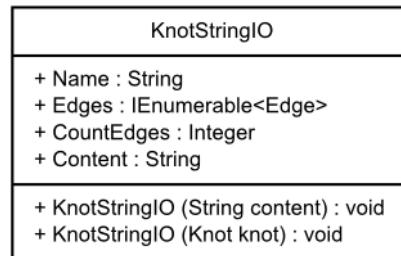 KnotStringIO
+ Name : String
+ Edges : IEnumerable<Edge>
+ CountEdges : Integer
+ Content : String
+ KnotStringIO (String content) : void
+ KnotStringIO (Knot knot) : void